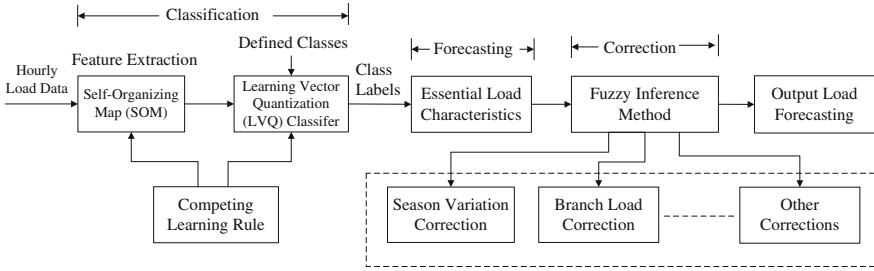 Classification
Feature Extraction
Defined Classes
Forecasting
Correction
Hourly
Load Data
Self-Organizing
Map (SOM)
Learning Vector
Quantization
(LVQ) Classifer
Class
Labels
Essential Load
Characteristics
Fuzzy Inference
Method
Output Load
Forecasting
Competing
Learning Rule
Season Variation
Correction
Branch Load
Correction
Other
Corrections